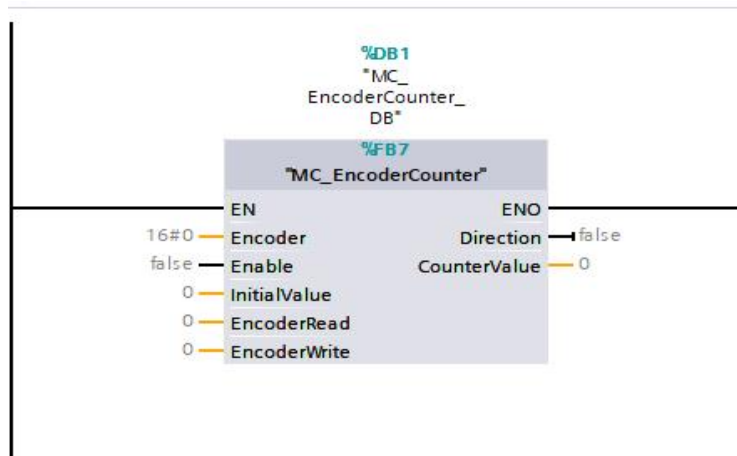 %DB1
"MC_
EncoderCounter_
DB"
%FB7
"MC_EncoderCounter"
EN ENO
16#0 Encoder Direction false
false Enable CounterValue 0
0 InitialValue
0 EncoderRead
0 EncoderWrite